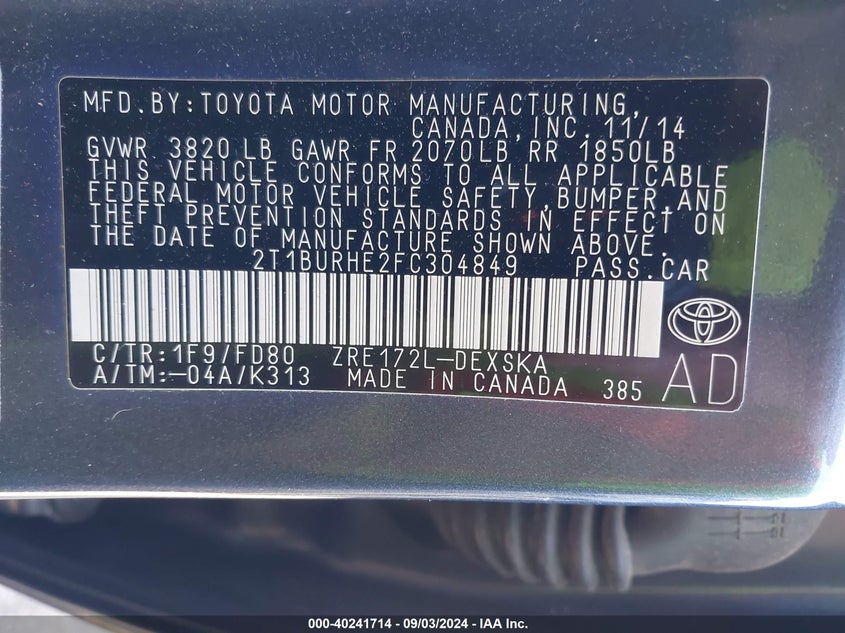 MFD.BY:TOYOTA MOTOR MANUFACTURING,
CANADA,INC. 11/14
GVWR 3820 LB GAWR FR 2070LB RR 1850LB
THIS VEHICLE CONFORMS TO ALL APPLICABLE
FEDERAL MOTOR VEHICLE SAFETY,BUMPER,AND
THEFT PREVENTION STANDARDS IN EFFECT ON
THE DATE OF MANUFACTURE SHOWN ABOVE.
2T1BURHE2FC304849 PASS.CAR
C/TR:1F9/FD80 ZRE172L-DEXSKA
A/TM:-04A/K313 MADE IN CANADA 385 AD
000-40241714 - 09/03/2024 - IAA Inc.